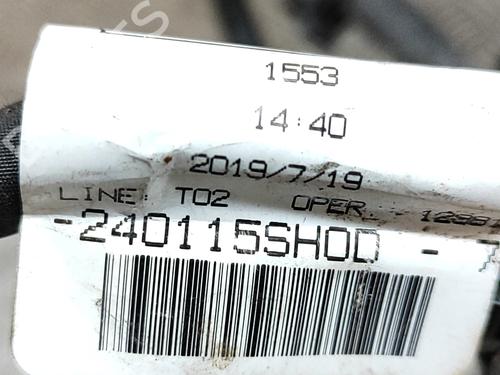 1553
14:40
2019/7/19
LINE: T02 OPER
-240115SH0D -